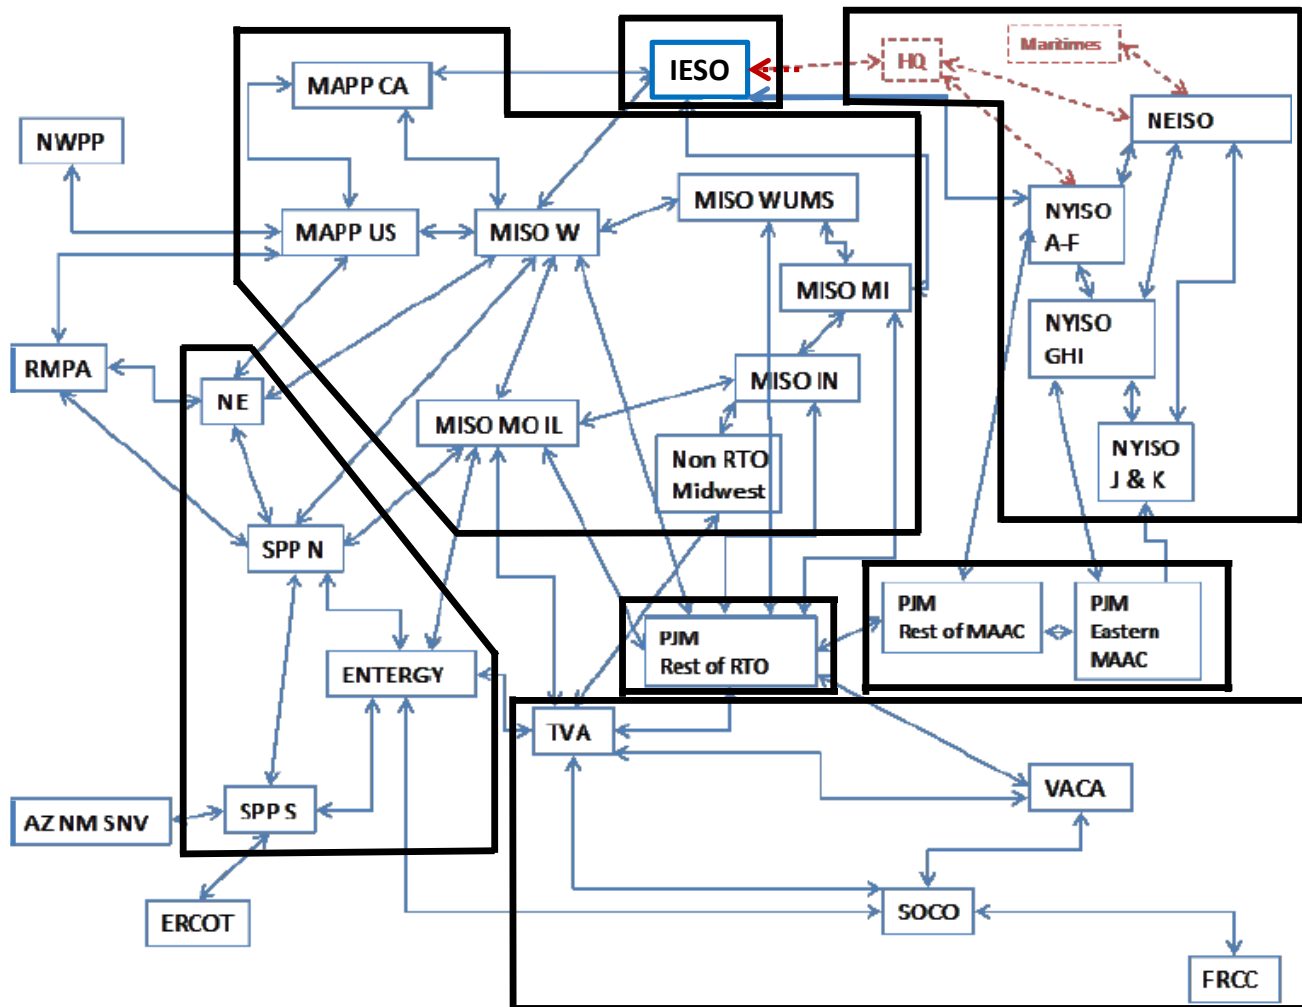 IESO
HQ
Maritimes
MAPP CA
NEISO
NWPP
MISO WUMS
NYISO
A-F
MAPP US
MISO W
MISO MI
NYISO
GHI
RMPA
MISO IN
NE
MISO MO IL
Non RTO
Midwest
NYISO
J & K
SPP N
PJM
Rest of MAAC
PJM
Eastern
MAAC
PJM
Rest of RTO
ENTERGY
TVA
VACA
SPP S
AZ NM SNV
SOCO
ERCOT
FRCC